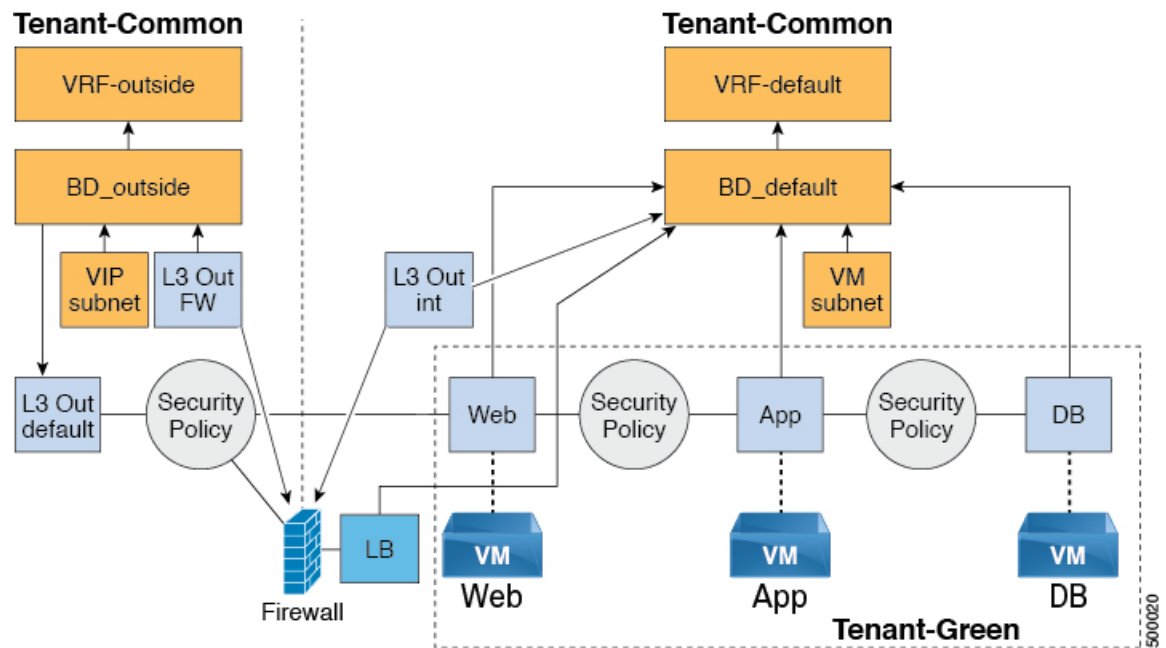 Tenant-Common
Tenant-Common
VRF-outside
VRF-default
BD_outside
BD_default
VIP
subnet
L3 Out
FW
L3 Out
int
VM
subnet
L3 Out
default
Security
Policy
Web
Security
Policy
App
Security
Policy
DB
LB
VM
VM
VM
Firewall
Web
App
DB
Tenant-Green
500020